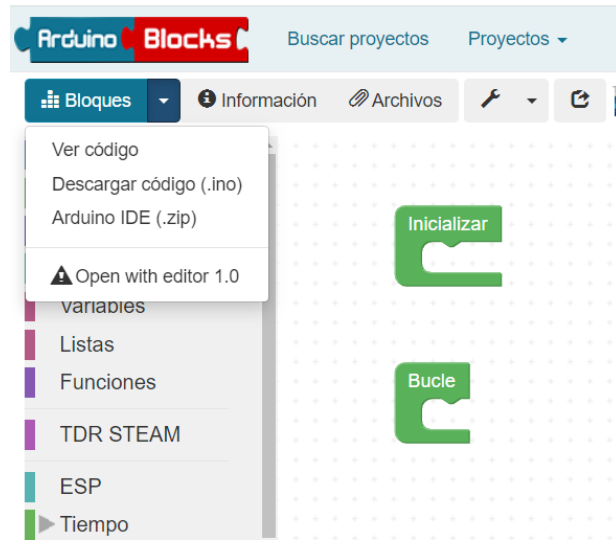 Arduino Blocks
Buscar proyectos
Proyectos
Bloques
Información
Archivos
Ver código
Descargar código (.ino)
Arduino IDE (.zip)
Open with editor 1.0
Variables
Listas
Funciones
TDR STEAM
ESP
Tiempo
Inicializar
Bucle